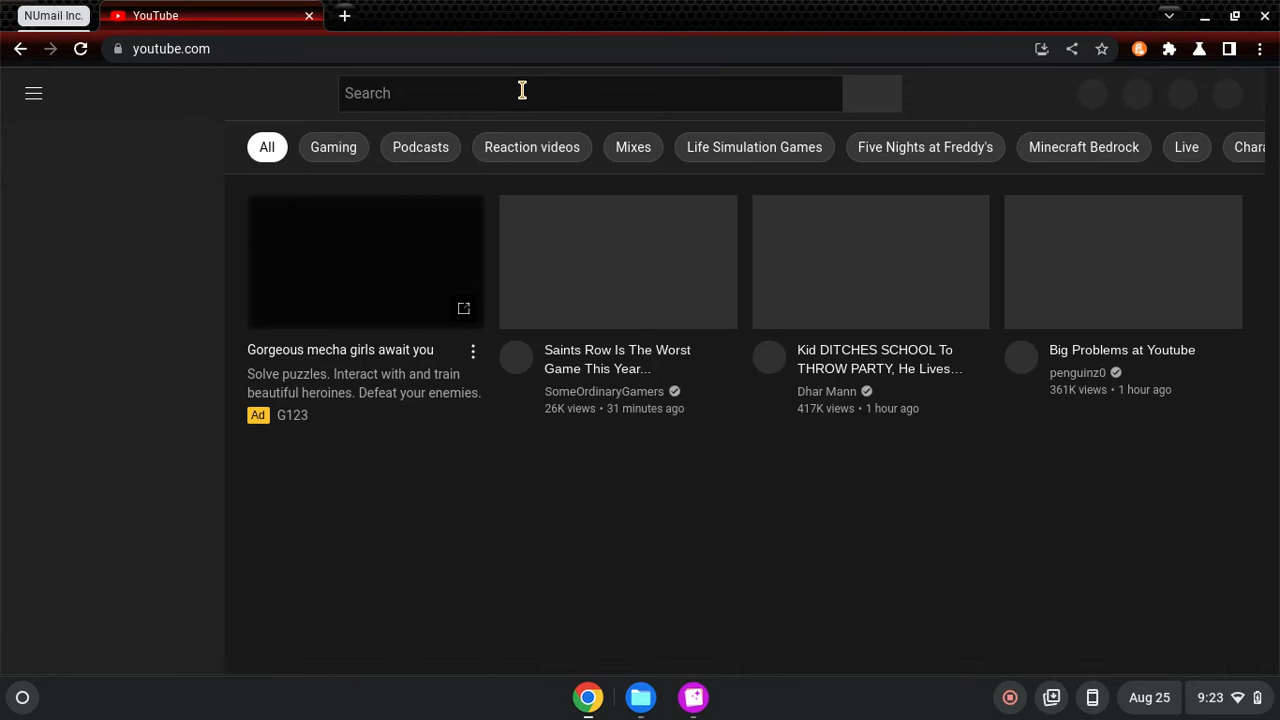 NUmail Inc.
YouTube
youtube.com
Search
All
Gaming
Podcasts
Reaction videos
Mixes
Life Simulation Games
Five Nights at Freddy's
Minecraft Bedrock
Live
Chara
Gorgeous mecha girls await you
Solve puzzles. Interact with and train
beautiful heroines. Defeat your enemies.
Ad G123
Saints Row Is The Worst
Game This Year...
SomeOrdinaryGamers
26K views • 31 minutes ago
Kid DITCHES SCHOOL To
THROW PARTY, He Lives…
Dhar Mann
417K views • 1 hour ago
Big Problems at Youtube
penguinz0
361K views • 1 hour ago
Aug 25
9:23